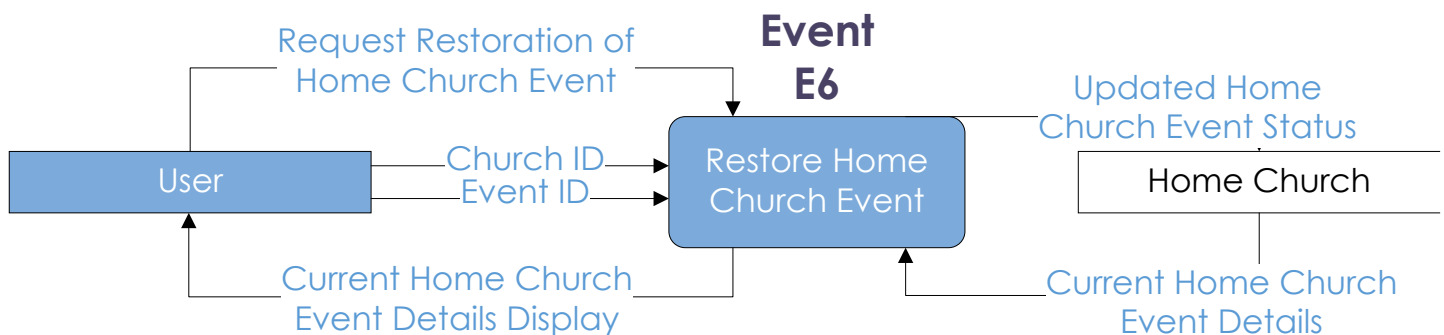 Event
E6
Request Restoration of
Home Church Event
Updated Home
Church Event Status
User
Church ID
Event ID
Restore Home
Church Event
Home Church
Current Home Church
Event Details Display
Current Home Church
Event Details